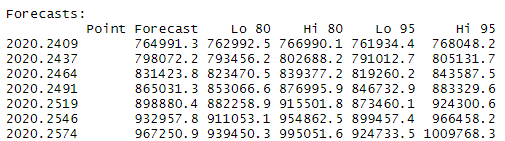 Forecasts:
Point Forecast Lo 80 Hi 80 Lo 95 Hi 95
2020.2409 764991.3 762992.5 766990.1 761934.4 768048.2
2020.2437 798072.2 793456.2 802688.2 791012.7 805131.7
2020.2464 831423.8 823470.5 839377.2 819260.2 843587.5
2020.2491 865031.3 853066.6 876995.9 846732.9 883329.6
2020.2519 898880.4 882258.9 915501.8 873460.1 924300.6
2020.2546 932957.8 911053.1 954862.5 899457.4 966458.2
2020.2574 967250.9 939450.3 995051.6 924733.5 1009768.3